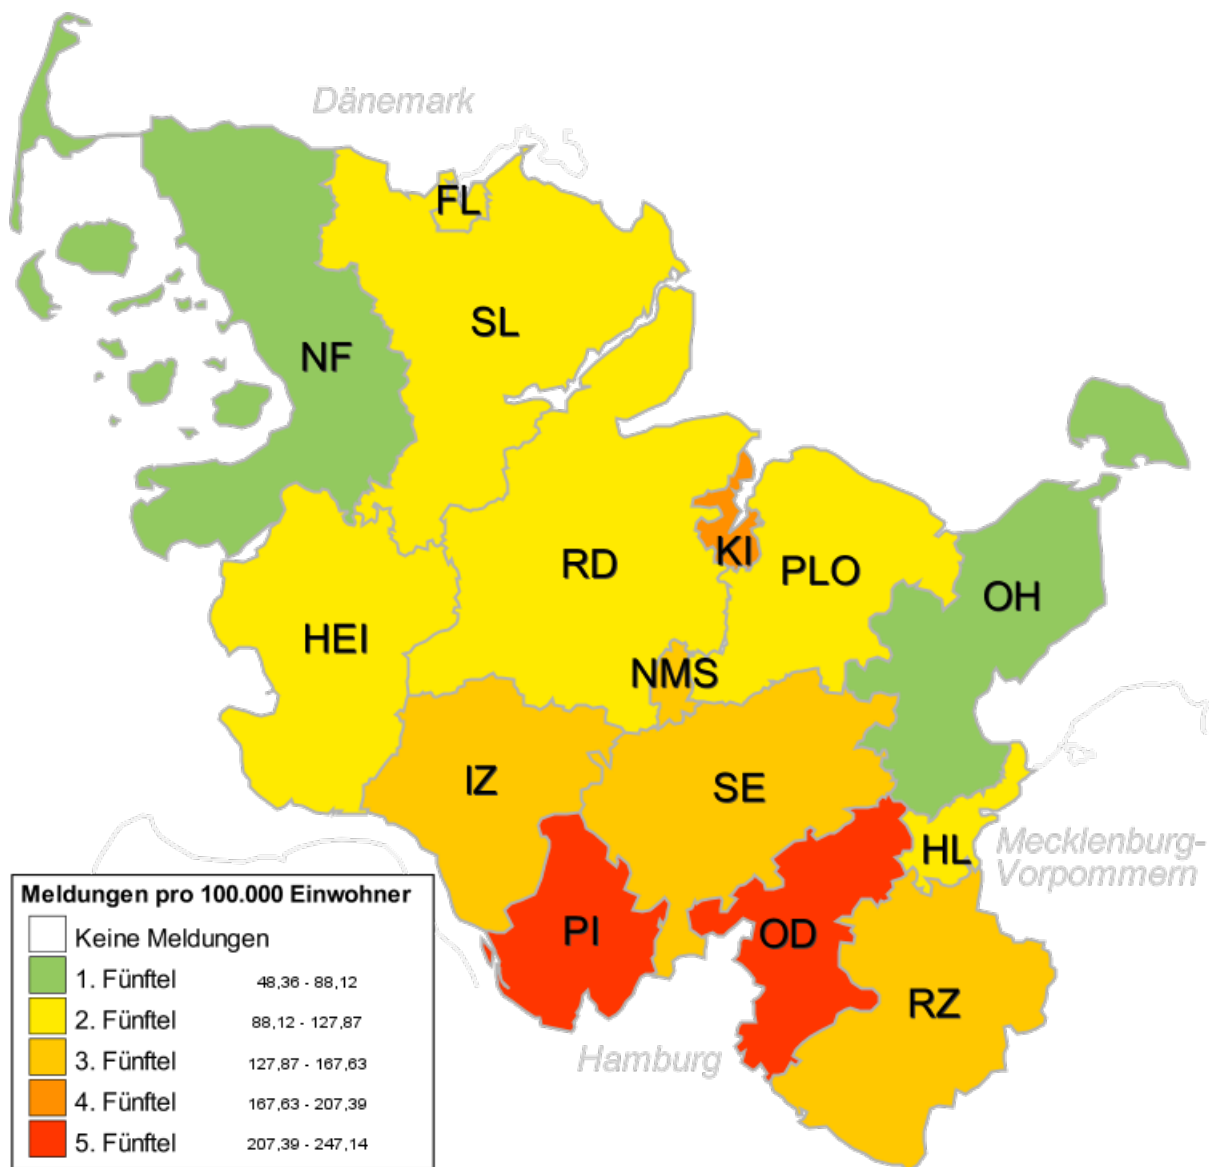 Dänemark
FL
SL
NF
RD
KI
PLO
OH
HEI
NMS
IZ
SE
HL
Mecklenburg-
Vorpommern
PI
OD
RZ
Hamburg
Meldungen pro 100.000 Einwohner
Keine Meldungen
1. Fünftel 48,36 - 88,12
2. Fünftel 88,12 - 127,87
3. Fünftel 127,87 - 167,63
4. Fünftel 167,63 - 207,39
5. Fünftel 207,39 - 247,14